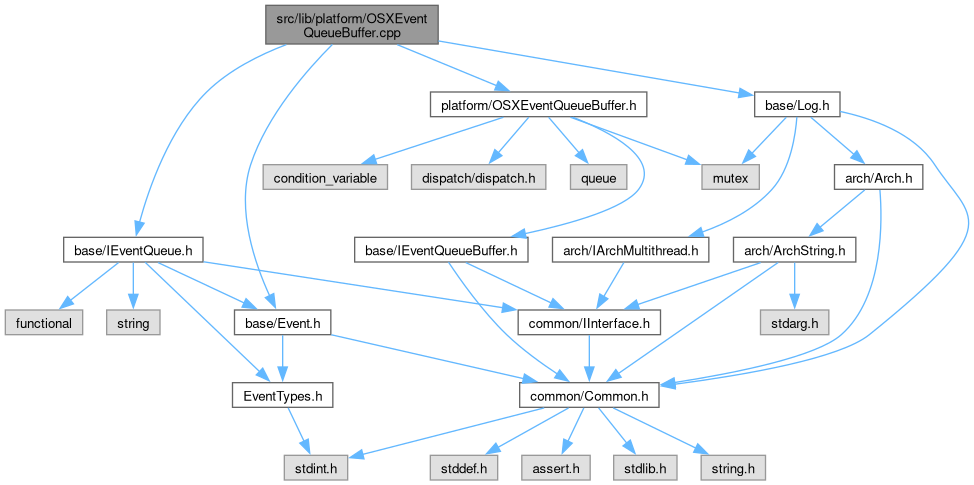 src/lib/platform/OSXEvent
QueueBuffer.cpp
platform/OSXEventQueueBuffer.h
base/Log.h
condition_variable
dispatch/dispatch.h
queue
mutex
arch/Arch.h
base/IEventQueue.h
base/IEventQueueBuffer.h
arch/IArchMultithread.h
arch/ArchString.h
functional
string
base/Event.h
common/IInterface.h
stdarg.h
EventTypes.h
common/Common.h
stdint.h
stddef.h
assert.h
stdlib.h
string.h